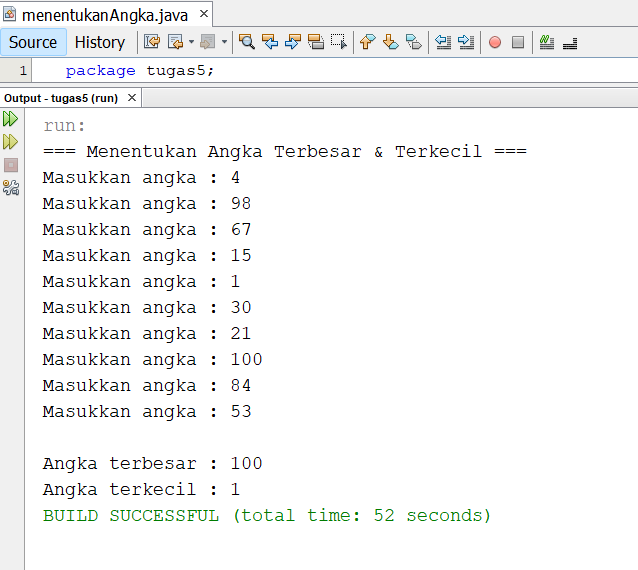 menentukanAngka.java ×
Source History
1 package tugas5;
Output - tugas5 (run) ×
run:
=== Menentukan Angka Terbesar & Terkecil ===
Masukkan angka : 4
Masukkan angka : 98
Masukkan angka : 67
Masukkan angka : 15
Masukkan angka : 1
Masukkan angka : 30
Masukkan angka : 21
Masukkan angka : 100
Masukkan angka : 84
Masukkan angka : 53
Angka terbesar : 100
Angka terkecil : 1
BUILD SUCCESSFUL (total time: 52 seconds)